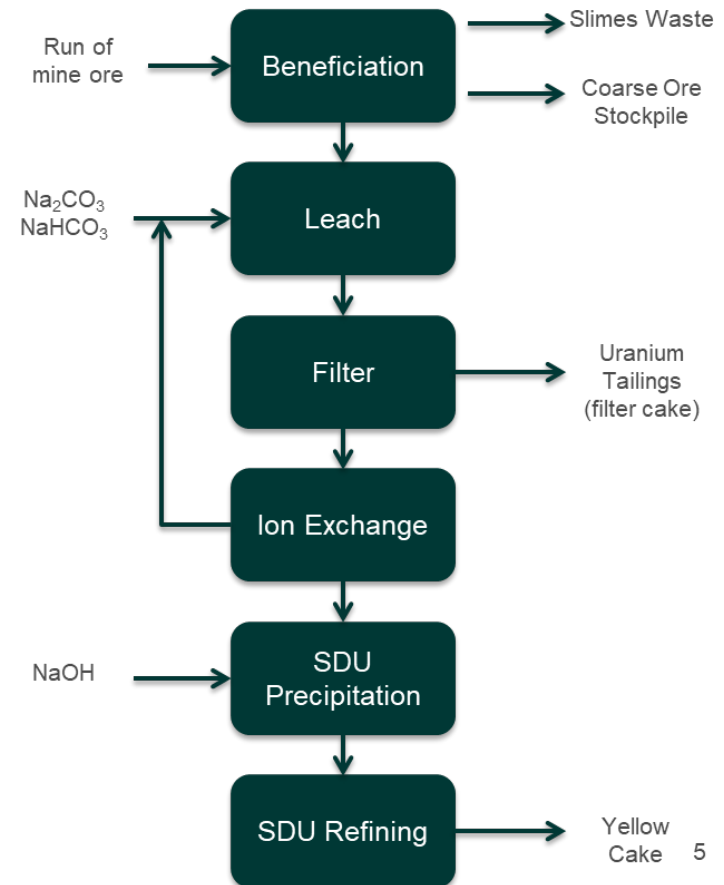 Run of
mine ore
Beneficiation
Slimes Waste
Coarse Ore
Stockpile
Na₂CO₃
NaHCO₃
Leach
Filter
Uranium
Tailings
(filter cake)
Ion Exchange
NaOH
SDU
Precipitation
SDU Refining
Yellow
Cake
5